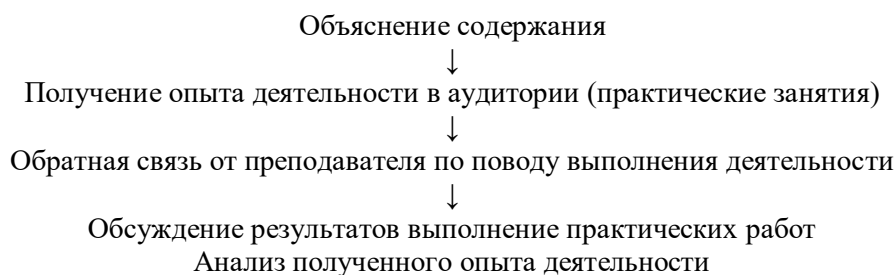 Объяснение содержания
↓
Получение опыта деятельности в аудитории (практические занятия)
↓
Обратная связь от преподавателя по поводу выполнения деятельности
↓
Обсуждение результатов выполнение практических работ
Анализ полученного опыта деятельности